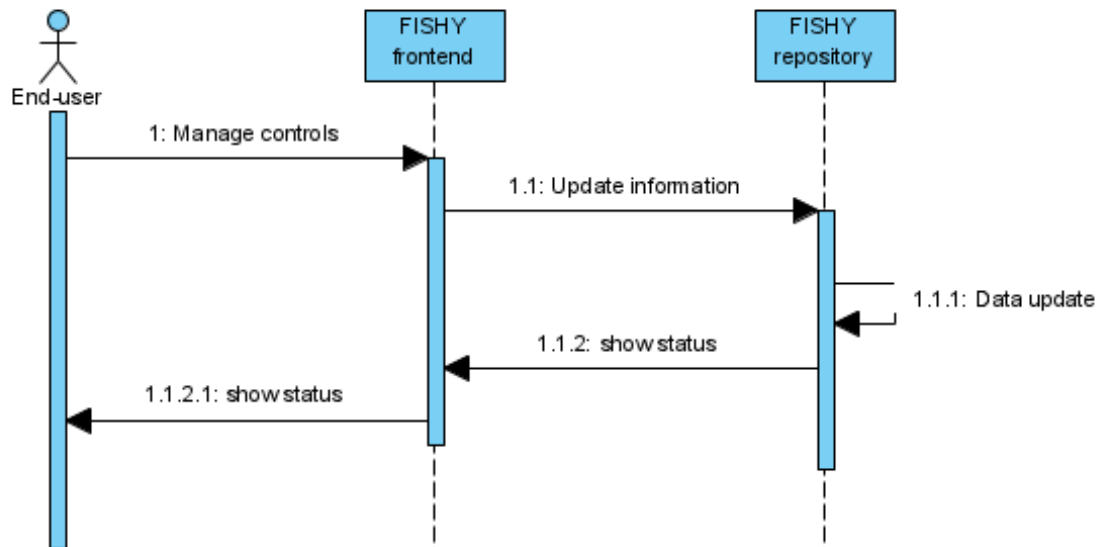 FISHY
frontend
FISHY
repository
End-user
1: Manage controls
1.1: Update information
1.1.1: Data update
1.1.2: show status
1.1.2.1: show status